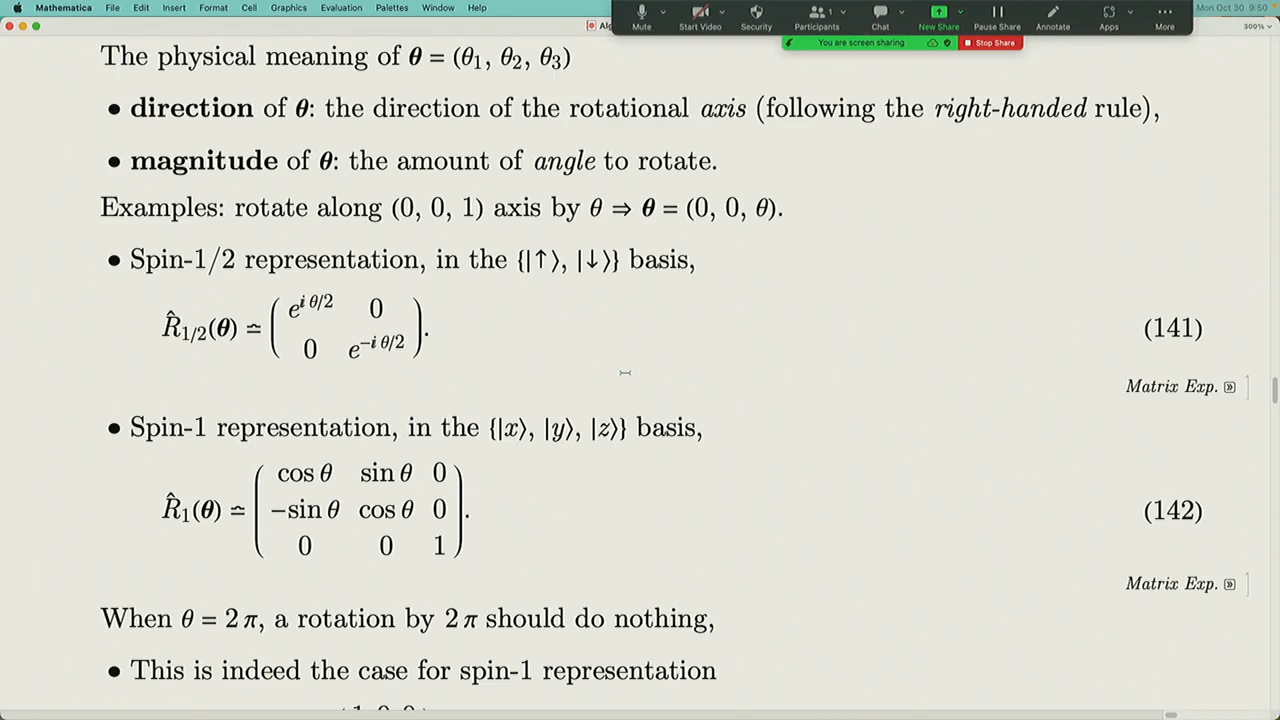 Mathematica File Edit Insert Format Cell Graphics Evaluation Palettes Window Help
Mon Oct 30 9:50
Mute Start Video Security Participants 1 Chat New Share Pause Share Annotate Apps More
300%
You are screen sharing Stop Share
The physical meaning of θ = (θ₁, θ₂, θ₃)
• direction of θ: the direction of the rotational axis (following the right-handed rule),
• magnitude of θ: the amount of angle to rotate.
Examples: rotate along (0, 0, 1) axis by θ ⇒ θ = (0, 0, θ).
• Spin-1/2 representation, in the {|↑⟩, |↓⟩} basis,
R̂₁/₂(θ) ≏ ( e^{i θ/2} 0
0 e^{-i θ/2} ). (141)
Matrix Exp.
• Spin-1 representation, in the {|x⟩, |y⟩, |z⟩} basis,
cos θ sin θ 0
R̂₁(θ) ≏ ( −sin θ cos θ 0 ). (142)
0 0 1
Matrix Exp.
When θ = 2 π, a rotation by 2 π should do nothing,
• This is indeed the case for spin-1 representation